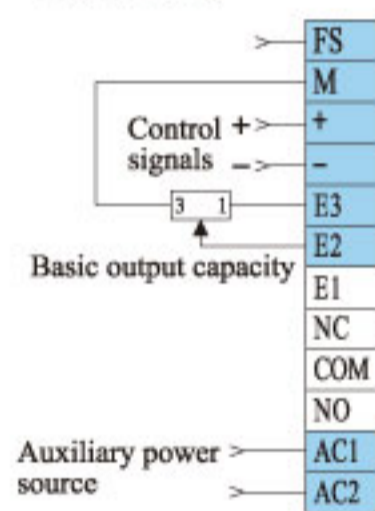 FS
M
Control + +
signals - -
3 1 E3
E2
Basic output capacity
E1
NC
COM
NO
Auxiliary power AC1
source AC2